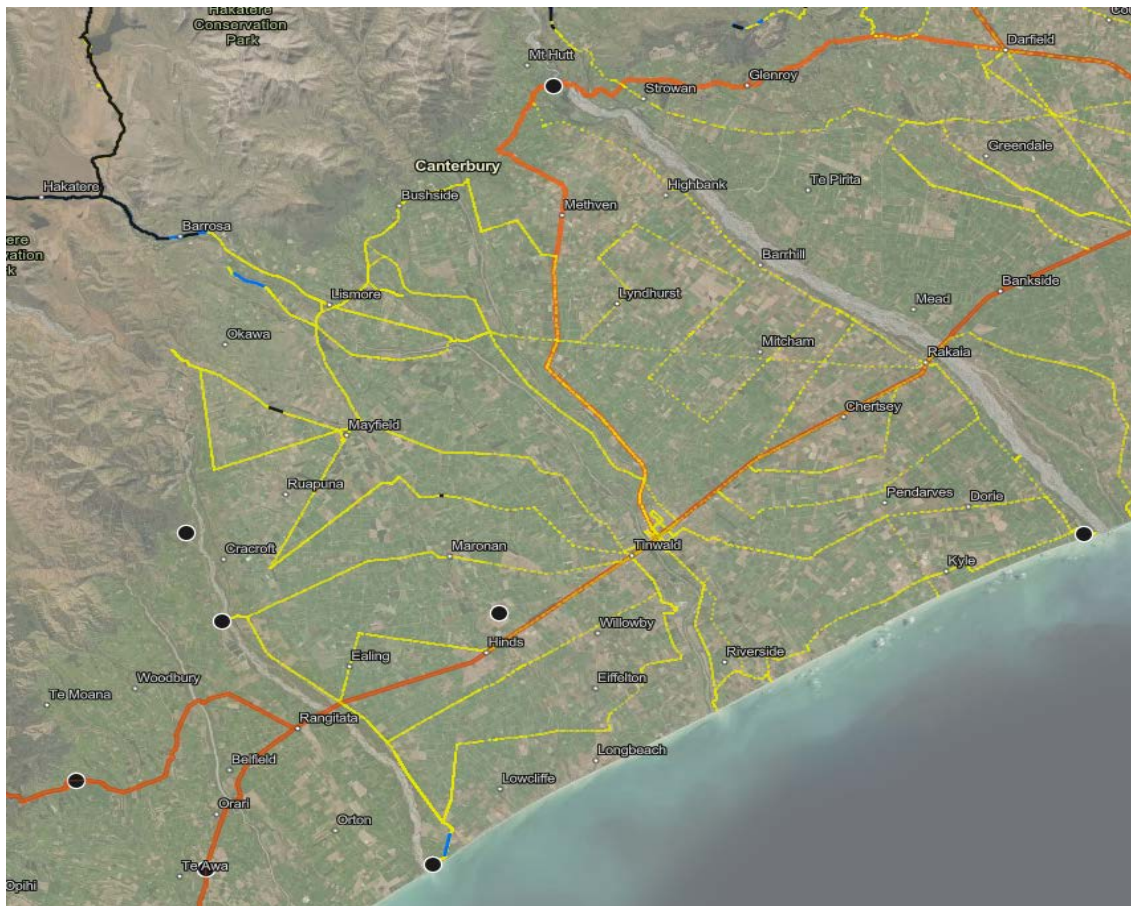 Hakatere
Conservation
Park
Mt Hutt
Darfield
Strowan
Glenroy
Greendale
Canterbury
Hakatere
Bushside
Highbank
Te Pirita
Methven
Barrosa
Barrhill
Bankside
Lismore
Lyndhurst
Mead
Okawa
Mitcham
Rakaia
Chertsey
Mayfield
Ruapuna
Pendarves
Dorie
Cracroft
Maronan
Tinwald
Kyle
Hinds
Willowby
Ealing
Riverside
Te Moana
Woodbury
Eiffelton
Rangitata
Belfield
Longbeach
Lowcliffe
Orari
Orton
Te Awa
Opihi